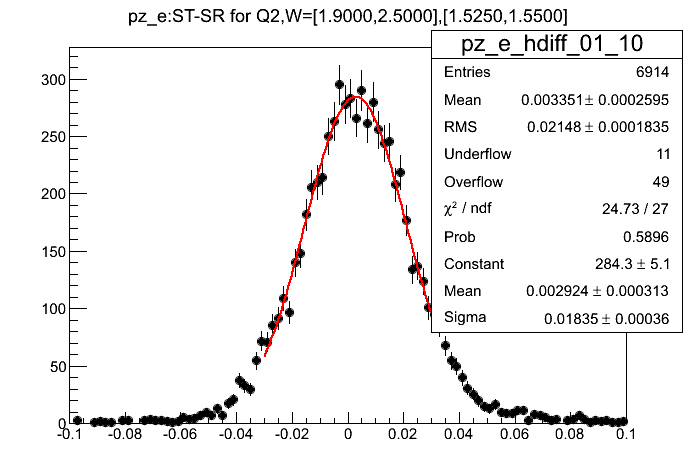 pz_e:ST-SR for Q2,W=[1.9000,2.5000],[1.5250,1.5500]
pz_e_hdiff_01_10
Entries 6914
Mean 0.003351± 0.0002595
RMS 0.02148 ± 0.0001835
Underflow 11
Overflow 49
χ² / ndf 24.73 / 27
Prob 0.5896
Constant 284.3 ± 5.1
Mean 0.002924 ± 0.000313
Sigma 0.01835 ± 0.00036
300
250
200
150
100
50
0
-0.1 -0.08 -0.06 -0.04 -0.02 0 0.02 0.04 0.06 0.08 0.1